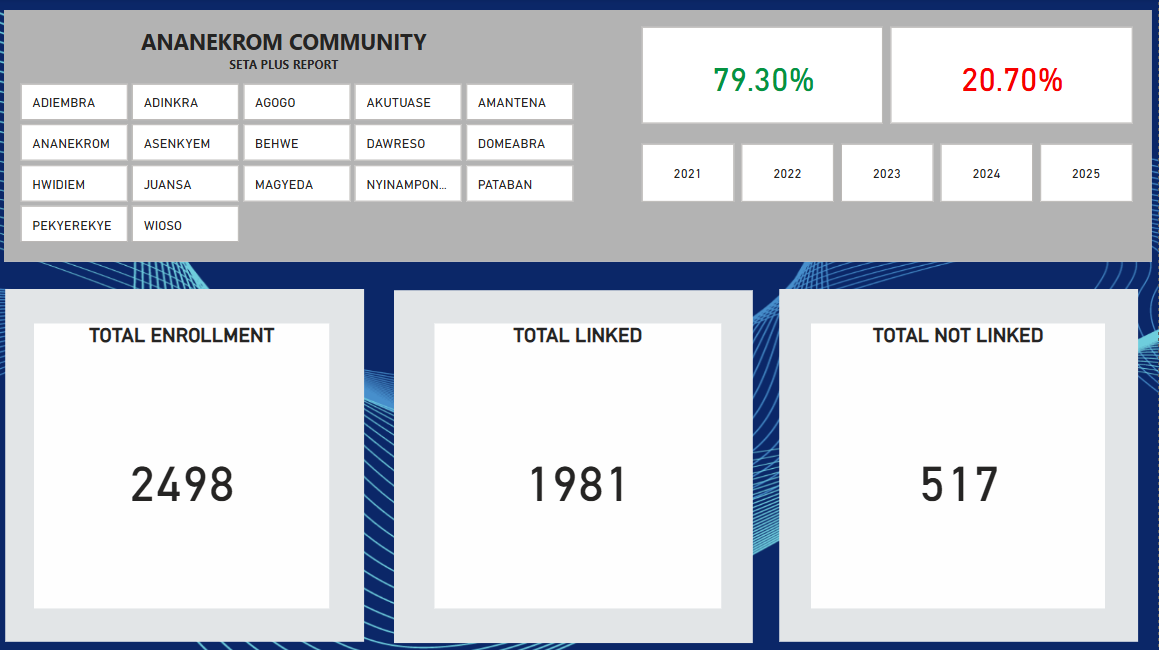 ANANEKROM COMMUNITY
SETA PLUS REPORT
ADIEMBRA ADINKRA AGOGO AKUTUASE AMANTENA
ANANEKROM ASENKYEM BEHWE DAWRESO DOMEABRA
HWIDIEM JUANSA MAGYEDA NYINAMPON... PATABAN
PEKYEREKYE WIOSO
79.30% 20.70%
2021 2022 2023 2024 2025
TOTAL ENROLLMENT
2498
TOTAL LINKED
1981
TOTAL NOT LINKED
517